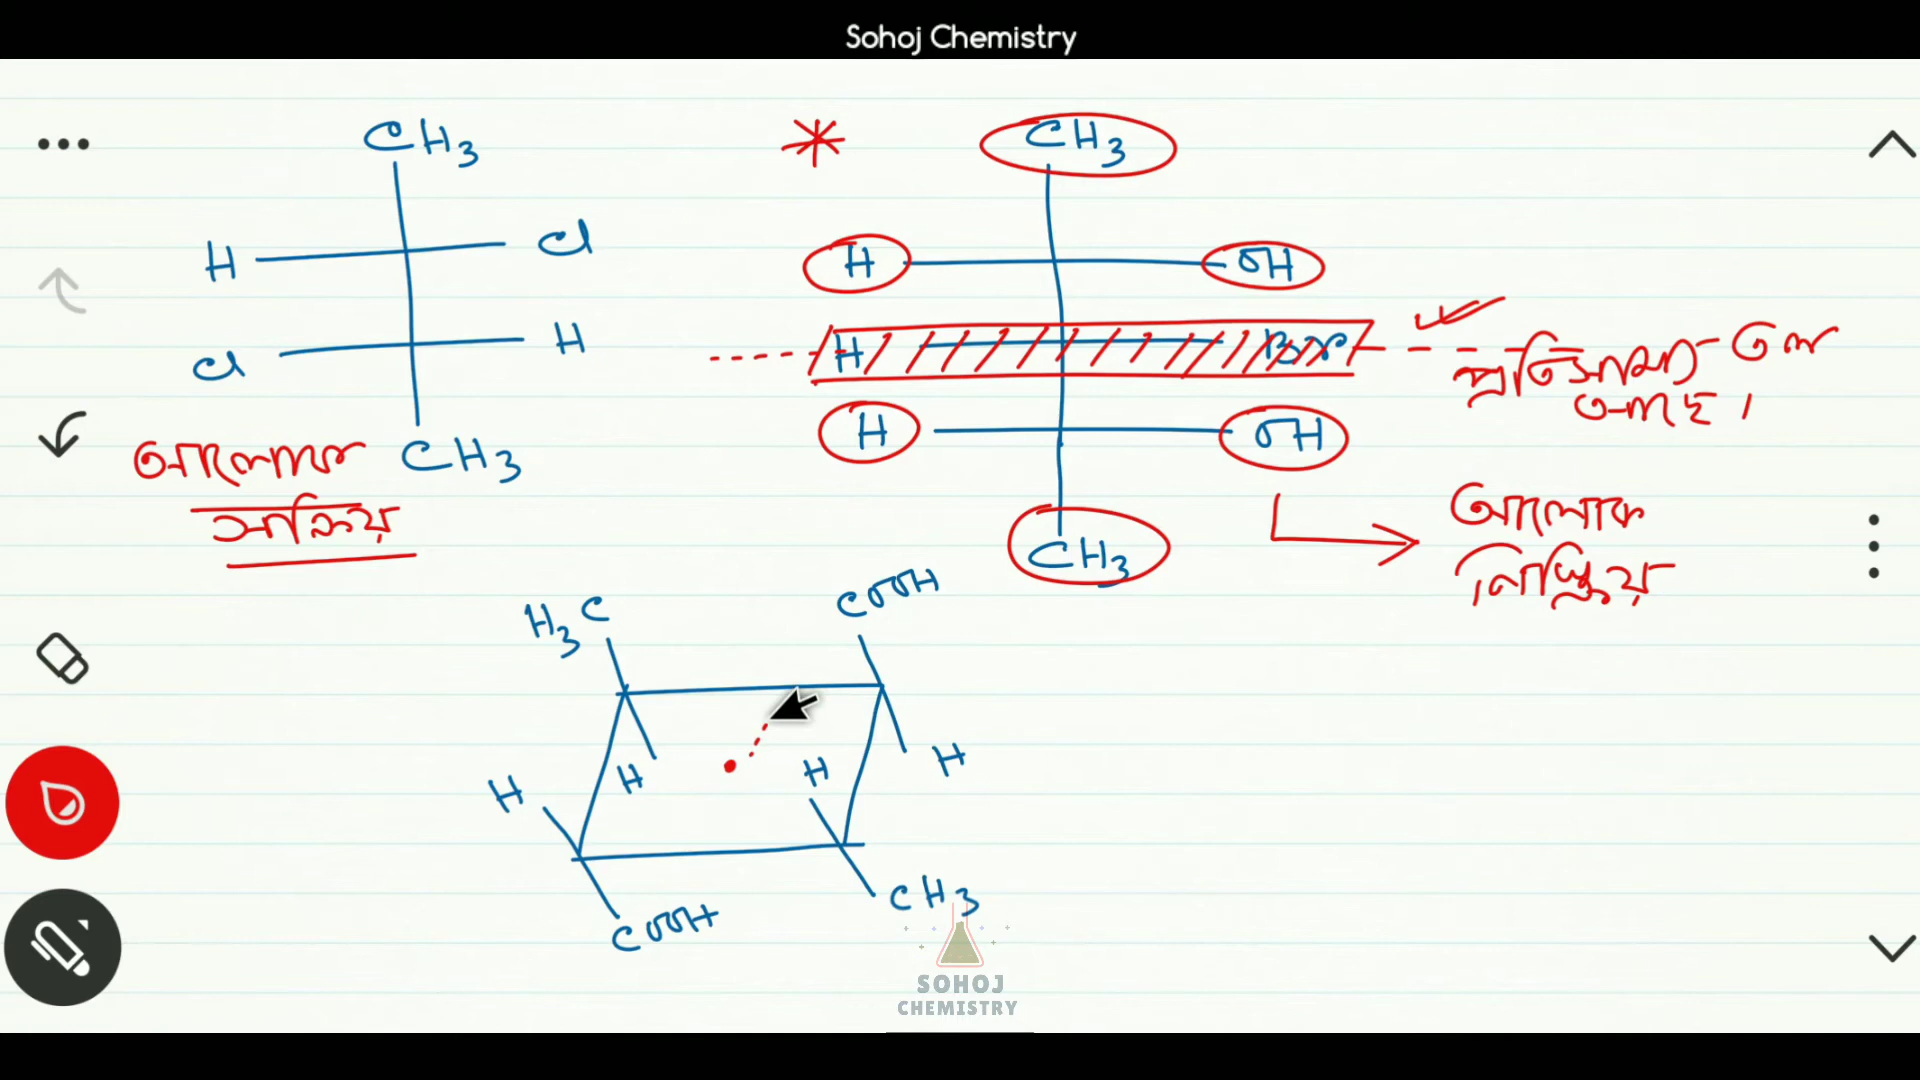 Sohoj Chemistry
CH3
H Cl
Cl H
CH3
আলোক
সক্রিয়
* CH3
H OH
H Br
H OH
CH3
প্রতিসাম্য তল
আছে।
আলোক
নিষ্ক্রিয়
H3C COOH
H H
H H
COOH CH3
SOHOJ
CHEMISTRY